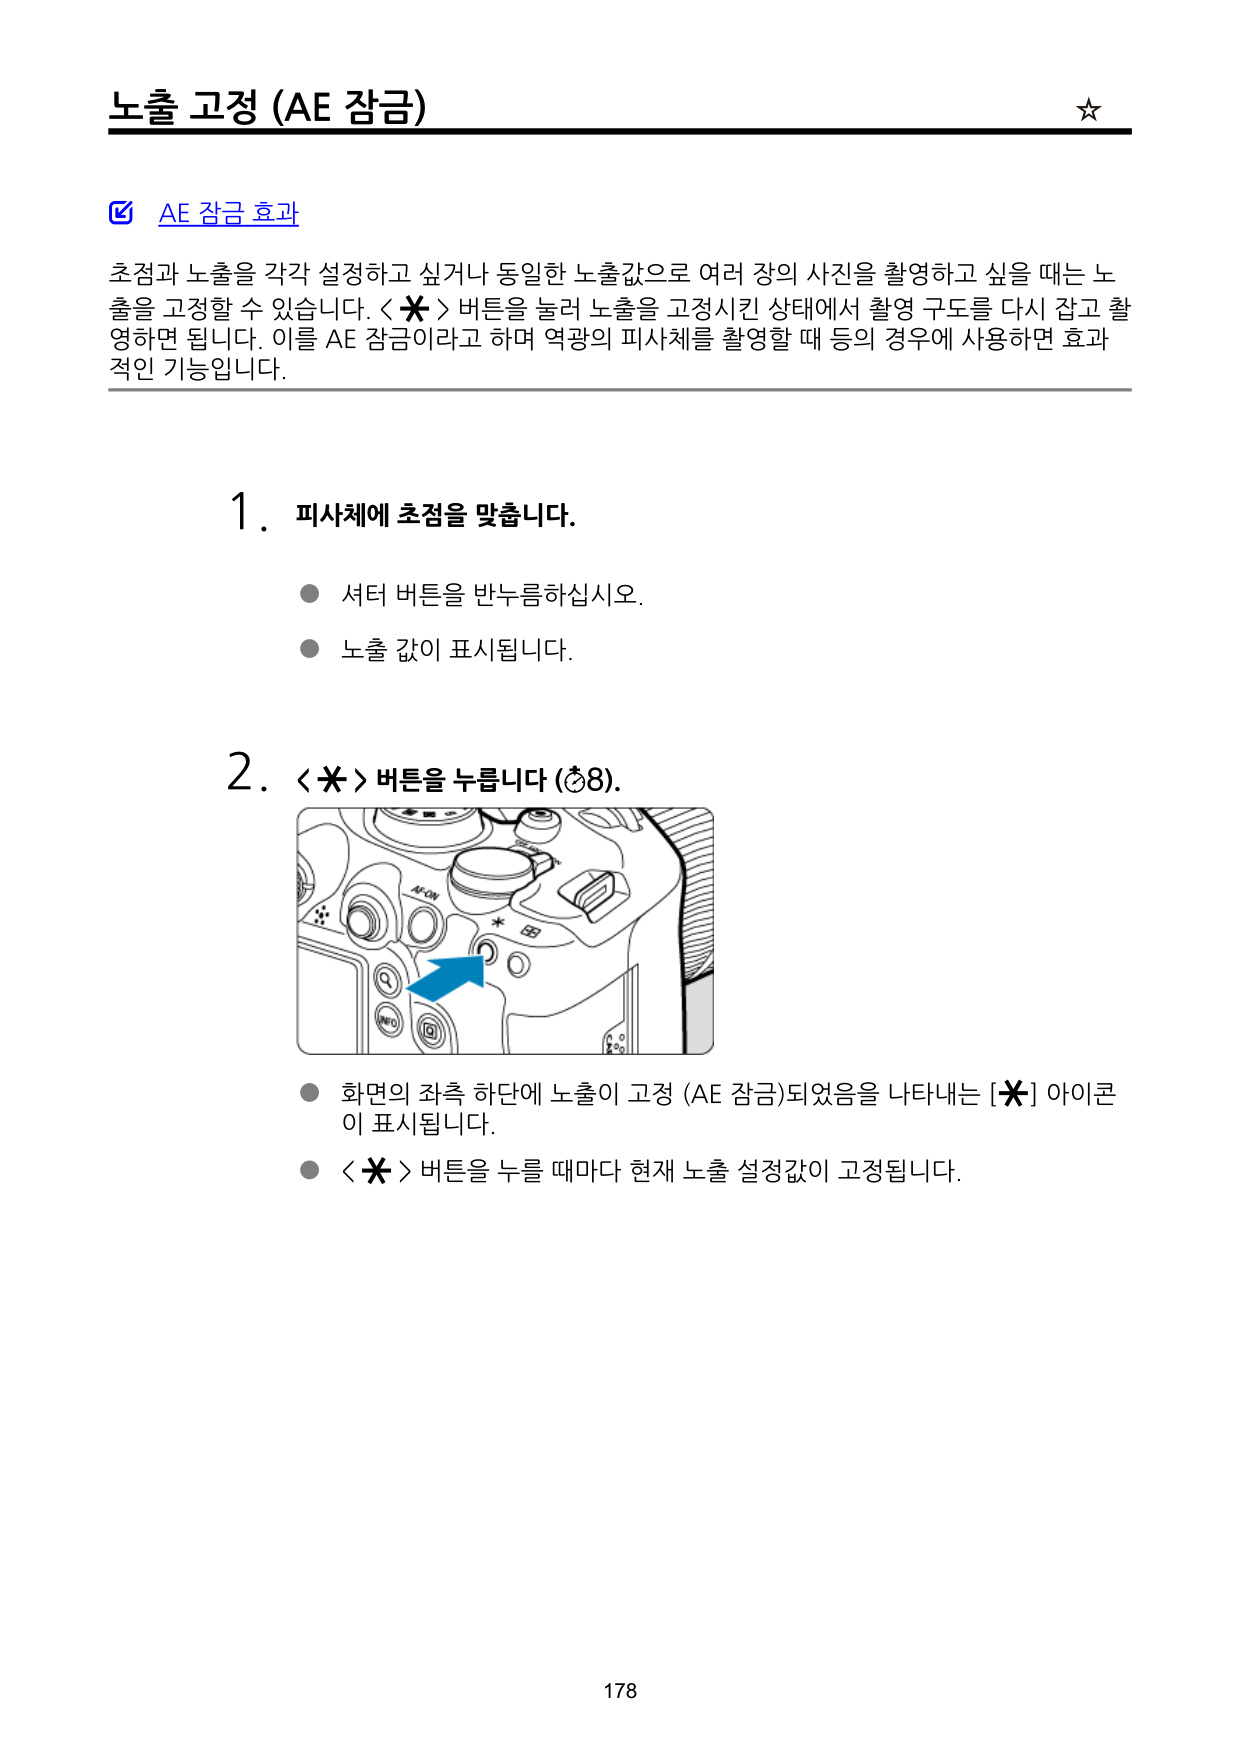 노출 고정 (AE 잠금) ☆
AE 잠금 효과
초점과 노출을 각각 설정하고 싶거나 동일한 노출값으로 여러 장의 사진을 촬영하고 싶을 때는 노
출을 고정할 수 있습니다. < * > 버튼을 눌러 노출을 고정시킨 상태에서 촬영 구도를 다시 잡고 촬
영하면 됩니다. 이를 AE 잠금이라고 하며 역광의 피사체를 촬영할 때 등의 경우에 사용하면 효과
적인 기능입니다.
1. 피사체에 초점을 맞춥니다.
● 셔터 버튼을 반누름하십시오.
● 노출 값이 표시됩니다.
2. < * > 버튼을 누릅니다 (⏱8).
AF-ON
*
INFO
Q
● 화면의 좌측 하단에 노출이 고정 (AE 잠금)되었음을 나타내는 [*] 아이콘
이 표시됩니다.
● < * > 버튼을 누를 때마다 현재 노출 설정값이 고정됩니다.
178